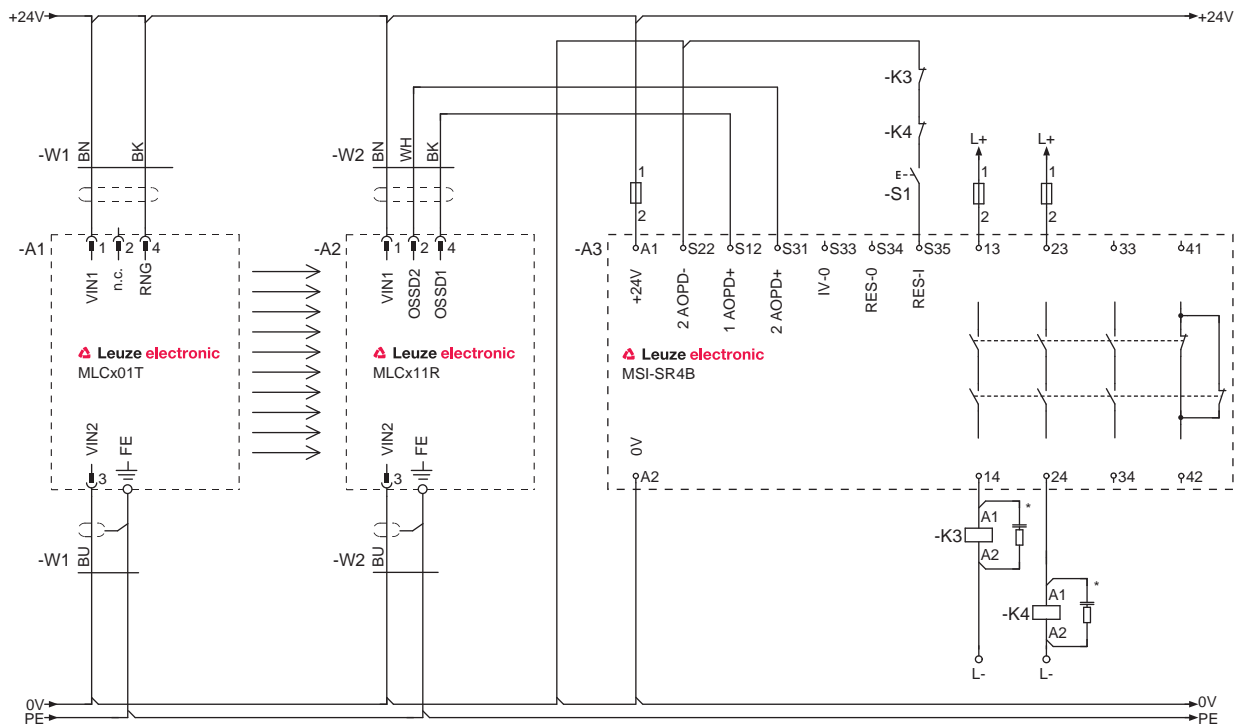 +24V
+24V
-K3
-K4
L+
L+
-W1
BN
BK
-W2
BN
WH
BK
E
-S1
1
2
1
2
1
2
-A1
1
2
4
-A2
1
2
4
-A3
A1
S22
S12
S31
S33
S34
S35
13
23
33
41
VIN1
n.c.
RNG
VIN1
OSSD2
OSSD1
+24V
2 AOPD-
1 AOPD+
2 AOPD+
IV-0
RES-0
RES-I
Leuze electronic
MLCx01T
Leuze electronic
MLCx11R
Leuze electronic
MSI-SR4B
VIN2
FE
VIN2
FE
0V
3
3
A2
14
24
34
42
-K3
A1
A2
*
-W1
BU
-W2
BU
-K4
A1
A2
*
L-
L-
0V
0V
PE
PE